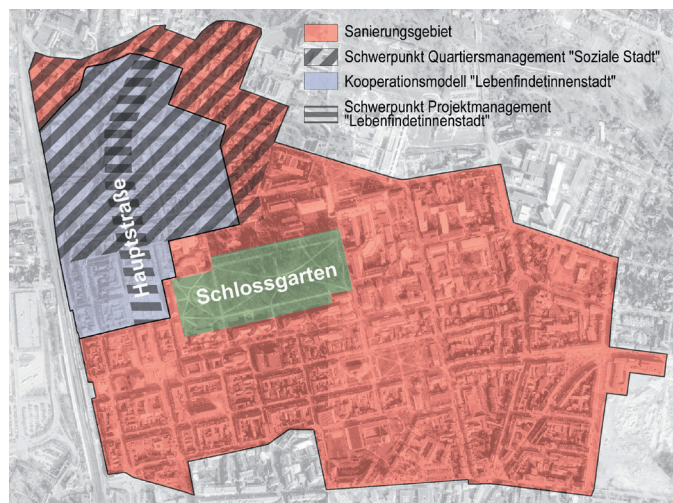 Sanierungsgebiet
Schwerpunkt Quartiersmanagement "Soziale Stadt"
Kooperationsmodell "Lebenfindetinnenstadt"
Schwerpunkt Projektmanagement
"Lebenfindetinnenstadt"
Hauptstraße
Schlossgarten